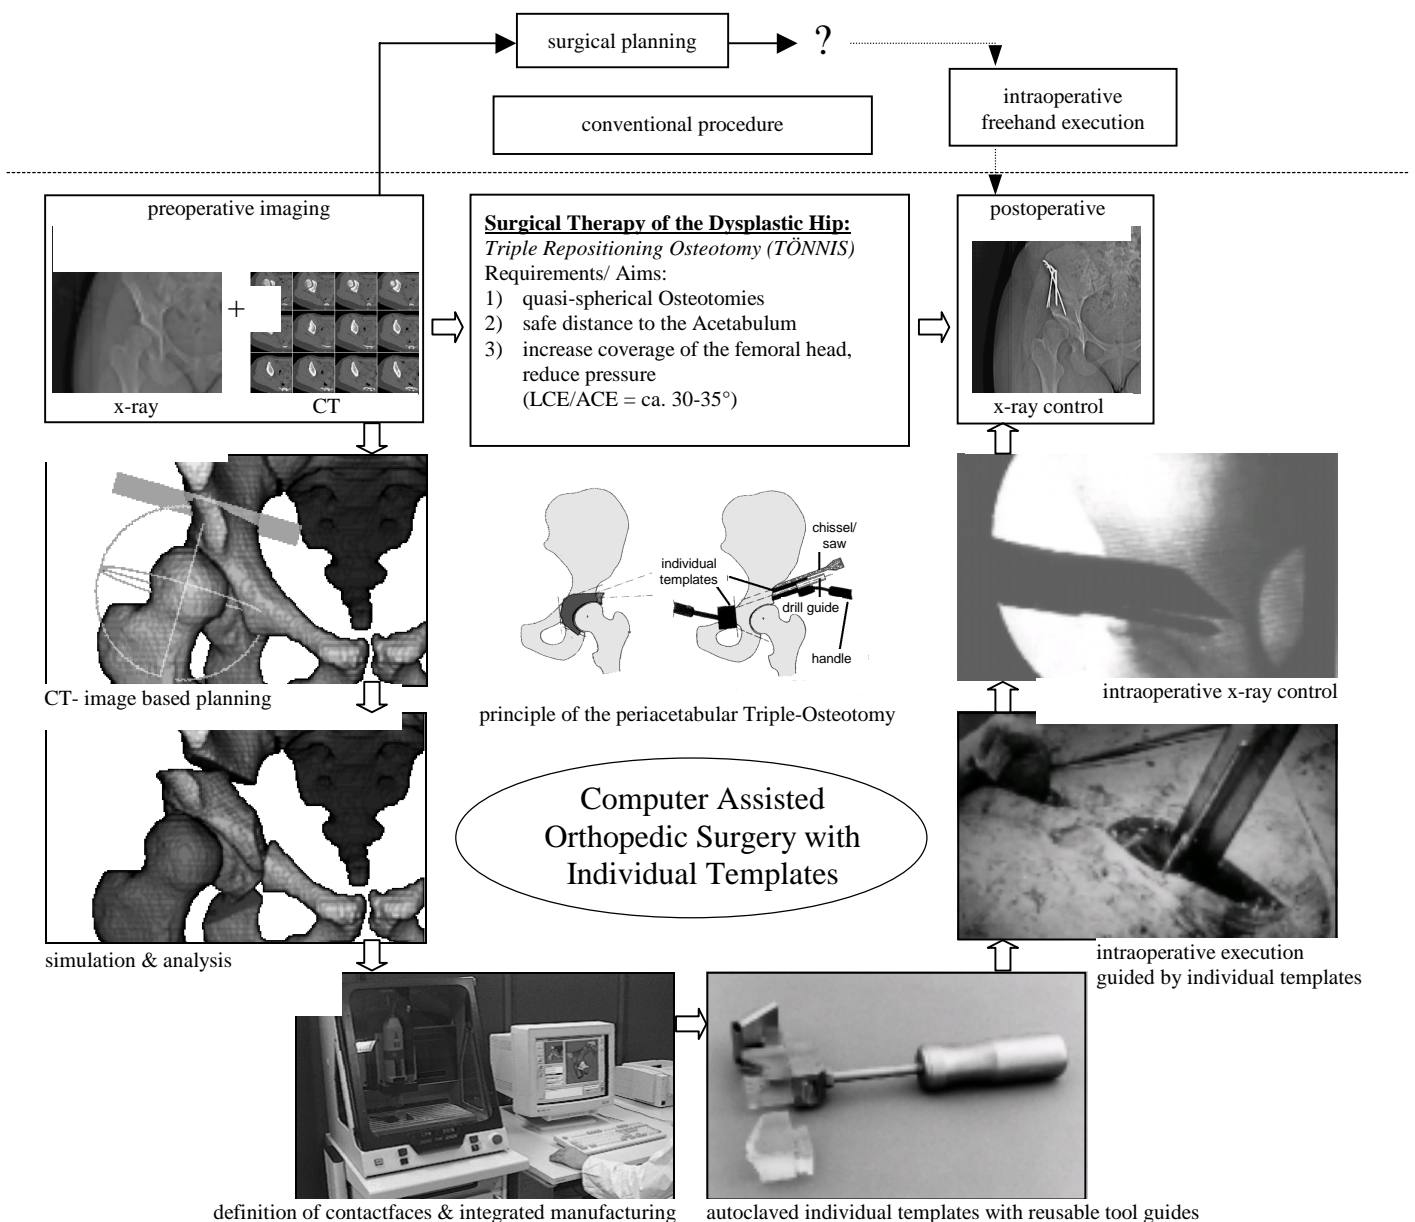 surgical planning
?
intraoperative
freehand execution
conventional procedure
preoperative imaging
+
x-ray
CT
Surgical Therapy of the Dysplastic Hip:
Triple Repositioning Osteotomy (TÖNNIS)
Requirements/ Aims:
1) quasi-spherical Osteotomies
2) safe distance to the Acetabulum
3) increase coverage of the femoral head,
reduce pressure
(LCE/ACE = ca. 30-35°)
postoperative
x-ray control
CT- image based planning
individual
templates
chissel/
saw
drill guide
handle
principle of the periacetabular Triple-Osteotomy
intraoperative x-ray control
simulation & analysis
Computer Assisted
Orthopedic Surgery with
Individual Templates
intraoperative execution
guided by individual templates
definition of contactfaces & integrated manufacturing
autoclaved individual templates with reusable tool guides